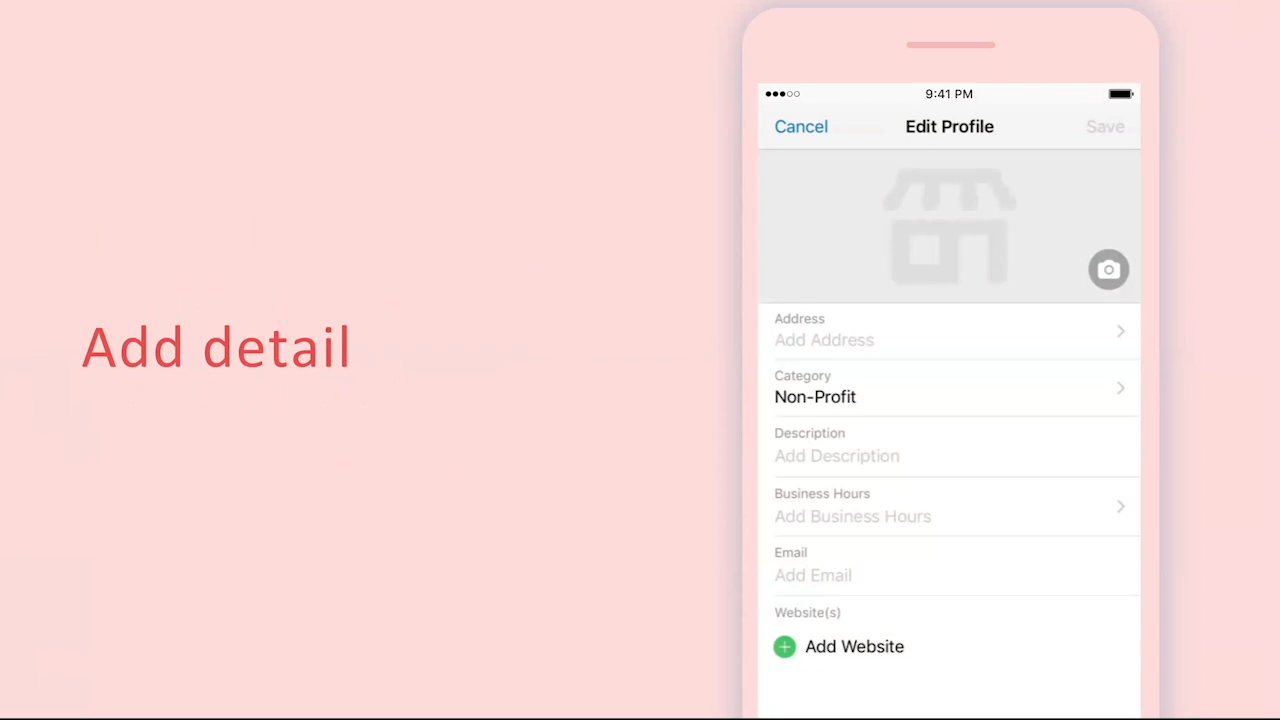 Add detail
9:41 PM
Cancel
Edit Profile
Save
Address
Add Address
Category
Non-Profit
Description
Add Description
Business Hours
Add Business Hours
Email
Add Email
Website(s)
Add Website